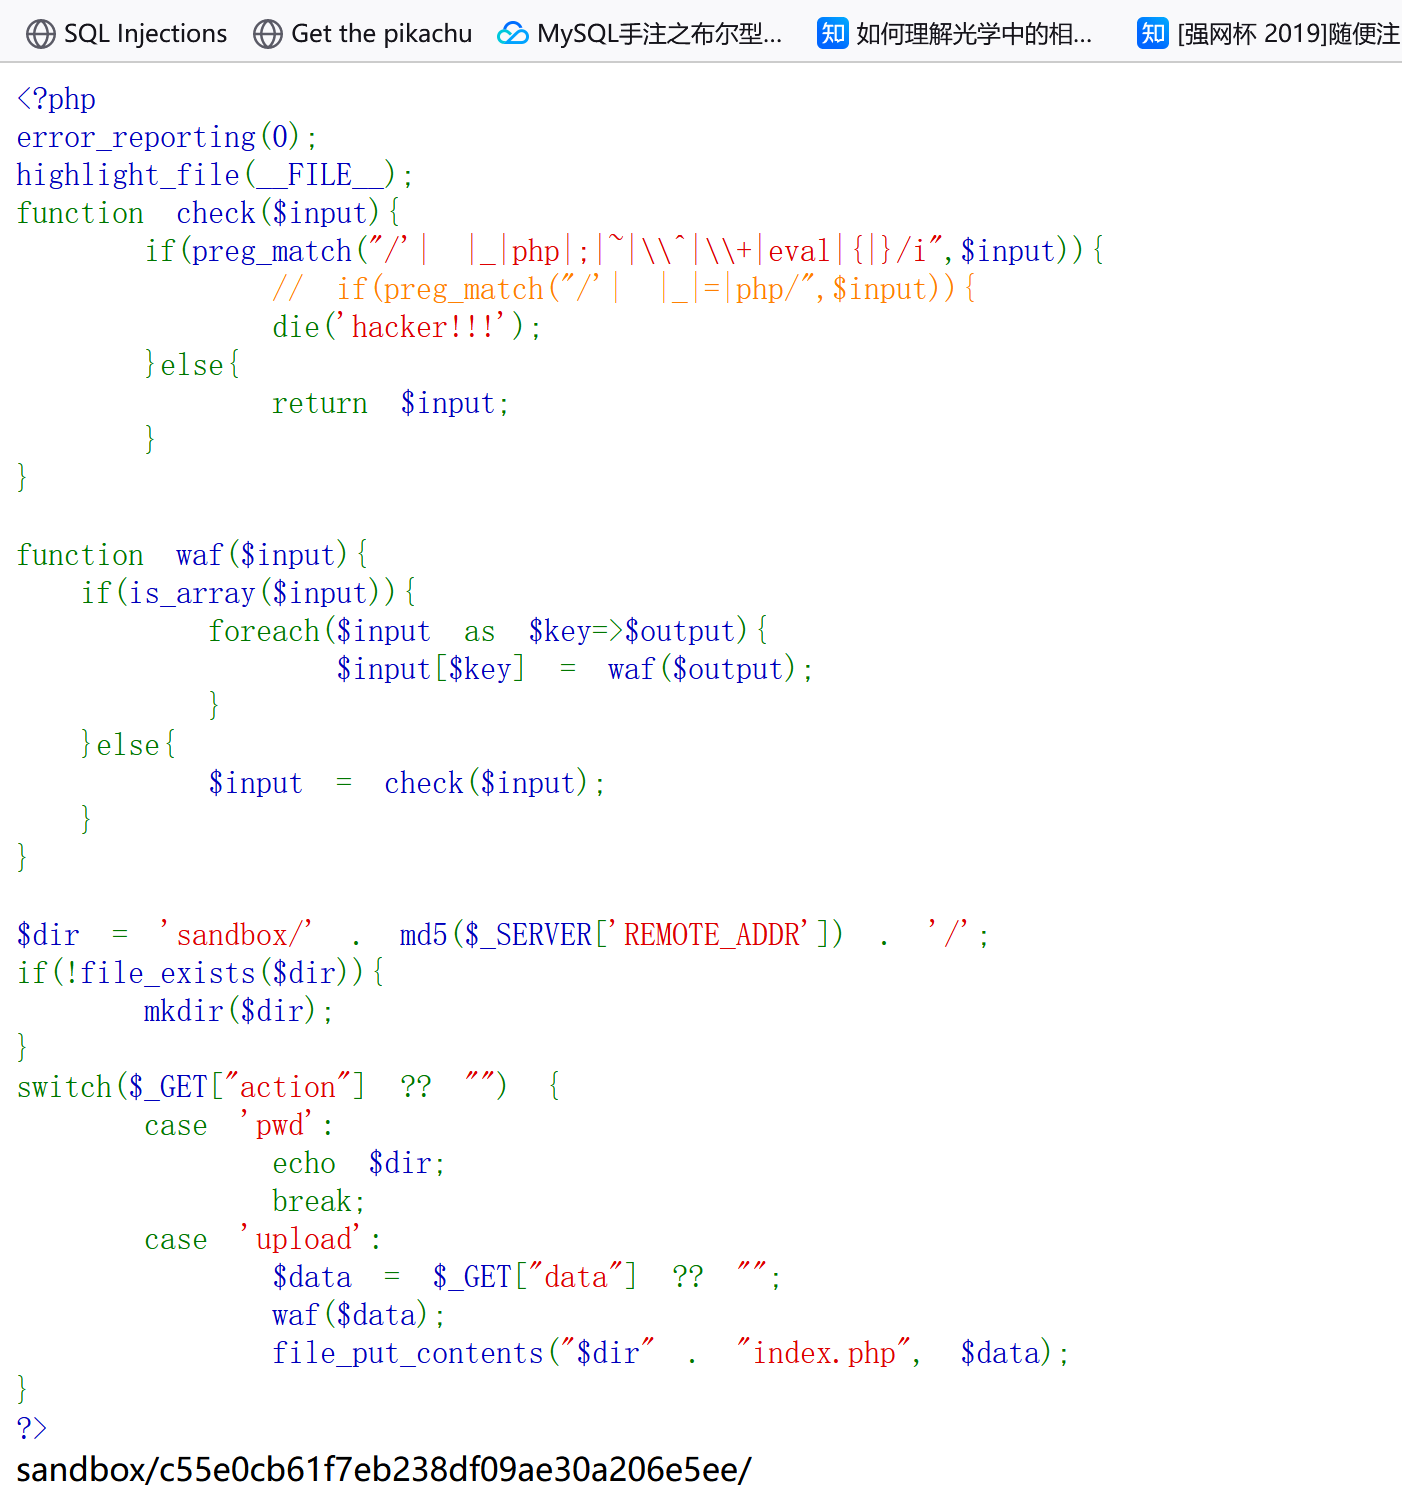 SQL Injections Get the pikachu MySQL手注之布尔型... 知 如何理解光学中的相... 知 [强网杯 2019]随便注
<?php
error_reporting(0);
highlight_file(__FILE__);
function check($input){
if(preg_match("/'| |_|php|;|~|\\^|\\+|eval|{|}/i",$input)){
// if(preg_match("/'| |_|=|php/",$input)){
die('hacker!!!');
}else{
return $input;
}
}
function waf($input){
if(is_array($input)){
foreach($input as $key=>$output){
$input[$key] = waf($output);
}
}else{
$input = check($input);
}
}
$dir = 'sandbox/' . md5($_SERVER['REMOTE_ADDR']) . '/';
if(!file_exists($dir)){
mkdir($dir);
}
switch($_GET["action"] ?? "") {
case 'pwd':
echo $dir;
break;
case 'upload':
$data = $_GET["data"] ?? "";
waf($data);
file_put_contents("$dir" . "index.php", $data);
}
?>
sandbox/c55e0cb61f7eb238df09ae30a206e5ee/